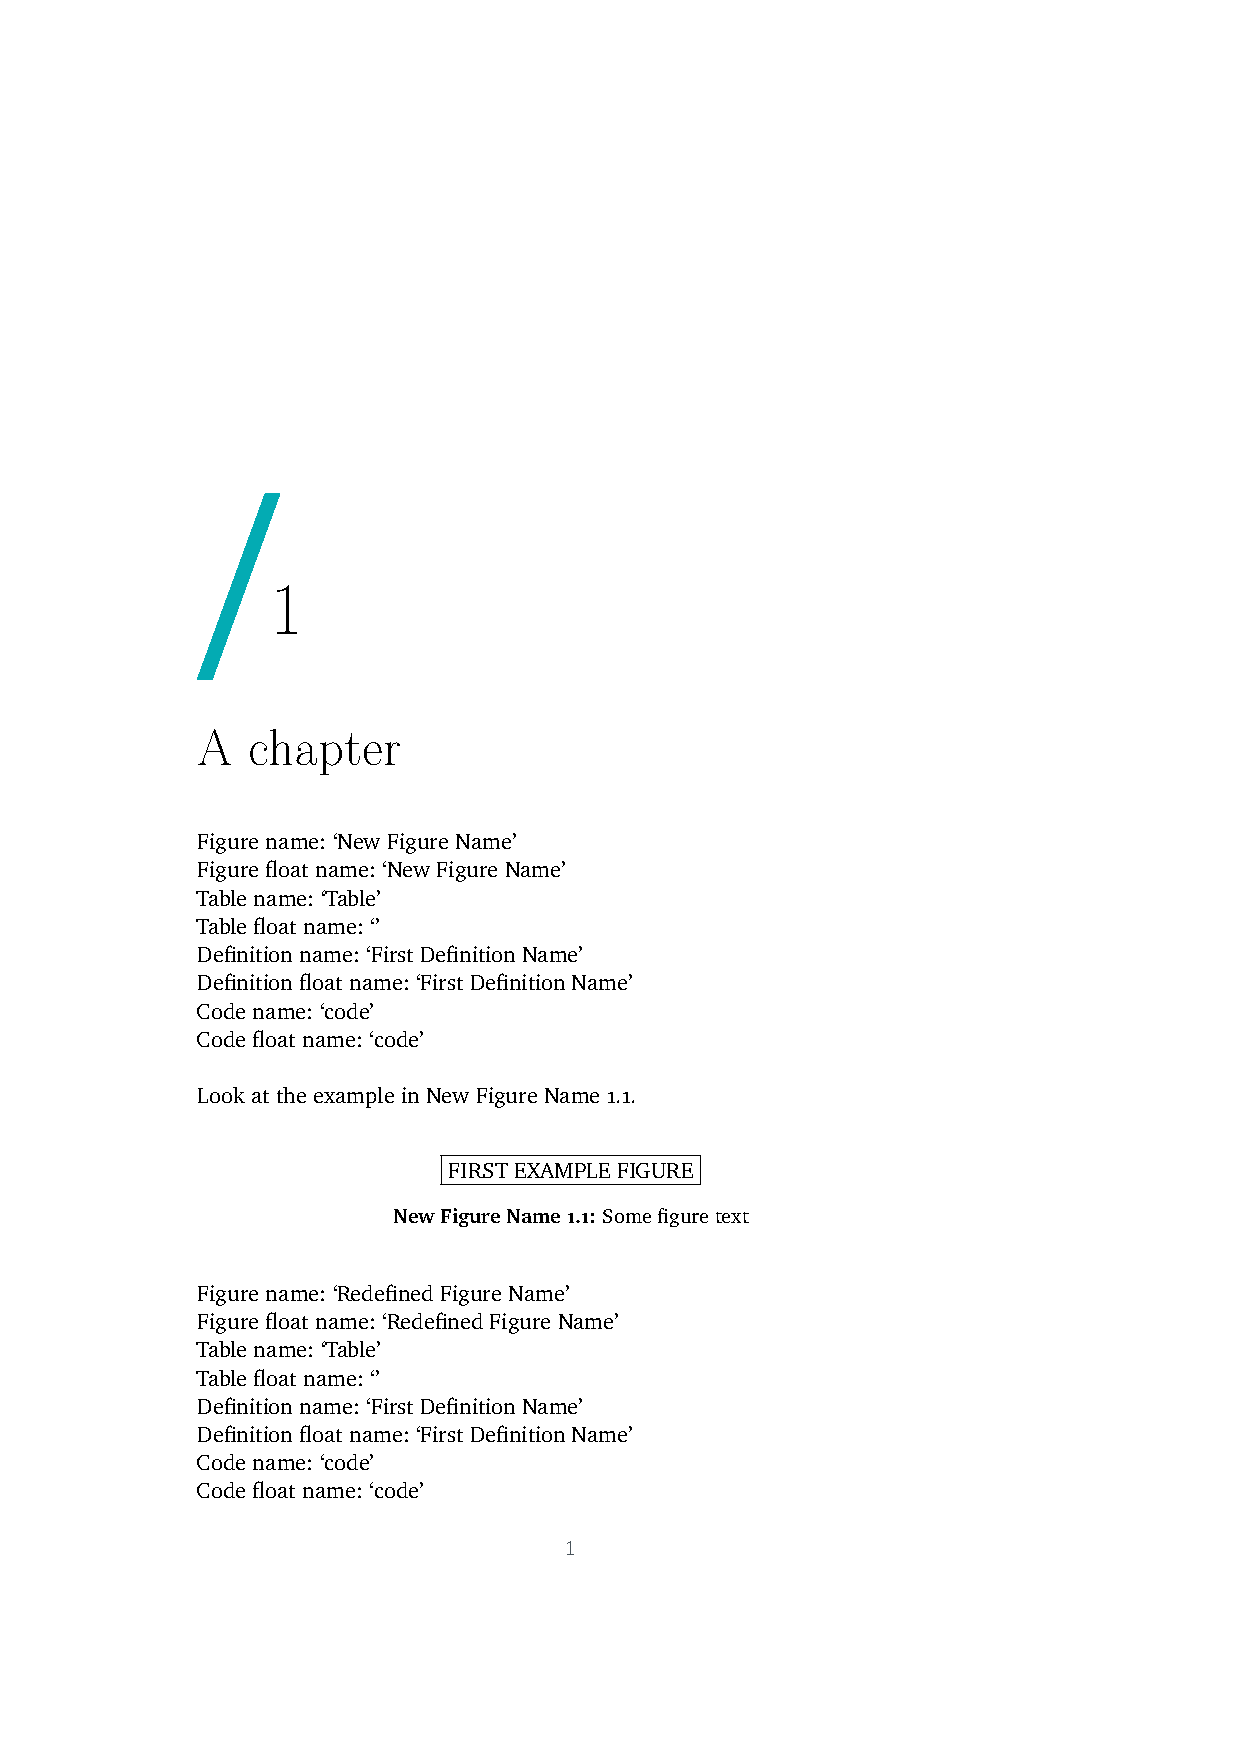 1
A chapter
Figure name: ‘New Figure Name’
Figure float name: ‘New Figure Name’
Table name: ‘Table’
Table float name: ‘’
Definition name: ‘First Definition Name’
Definition float name: ‘First Definition Name’
Code name: ‘code’
Code float name: ‘code’
Look at the example in New Figure Name 1.1.
FIRST EXAMPLE FIGURE
New Figure Name 1.1: Some figure text
Figure name: ‘Redefined Figure Name’
Figure float name: ‘Redefined Figure Name’
Table name: ‘Table’
Table float name: ‘’
Definition name: ‘First Definition Name’
Definition float name: ‘First Definition Name’
Code name: ‘code’
Code float name: ‘code’
1